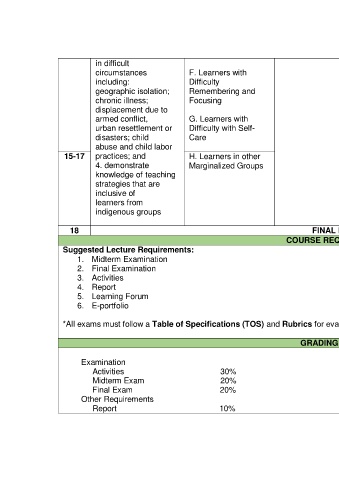 in difficult
circumstances
including:
geographic isolation;
chronic illness;
displacement due to
armed conflict,
urban resettlement or
disasters; child
abuse and child labor
practices; and
4. demonstrate
knowledge of teaching
strategies that are
inclusive of
learners from
indigenous groups
F. Learners with
Difficulty
Remembering and
Focusing
G. Learners with
Difficulty with Self-
Care
15-17
H. Learners in other
Marginalized Groups
18 FINAL
COURSE REQ
Suggested Lecture Requirements:
1. Midterm Examination
2. Final Examination
3. Activities
4. Report
5. Learning Forum
6. E-portfolio
*All exams must follow a Table of Specifications (TOS) and Rubrics for eva
GRADING
Examination
Activities 30%
Midterm Exam 20%
Final Exam 20%
Other Requirements
Report 10%